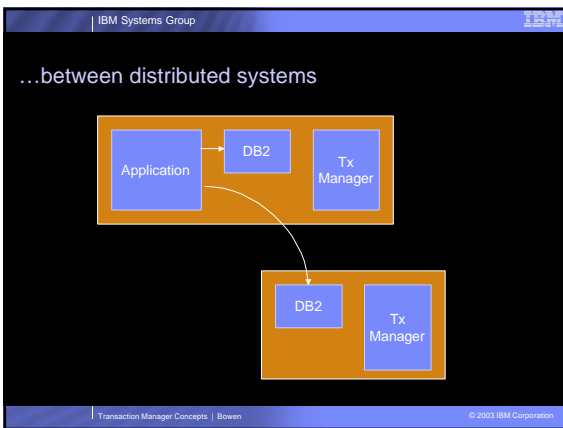 IBM Systems Group
IBM
...between distributed systems
Application
DB2
Tx
Manager
DB2
Tx
Manager
Transaction Manager Concepts | Bowen
© 2003 IBM Corporation